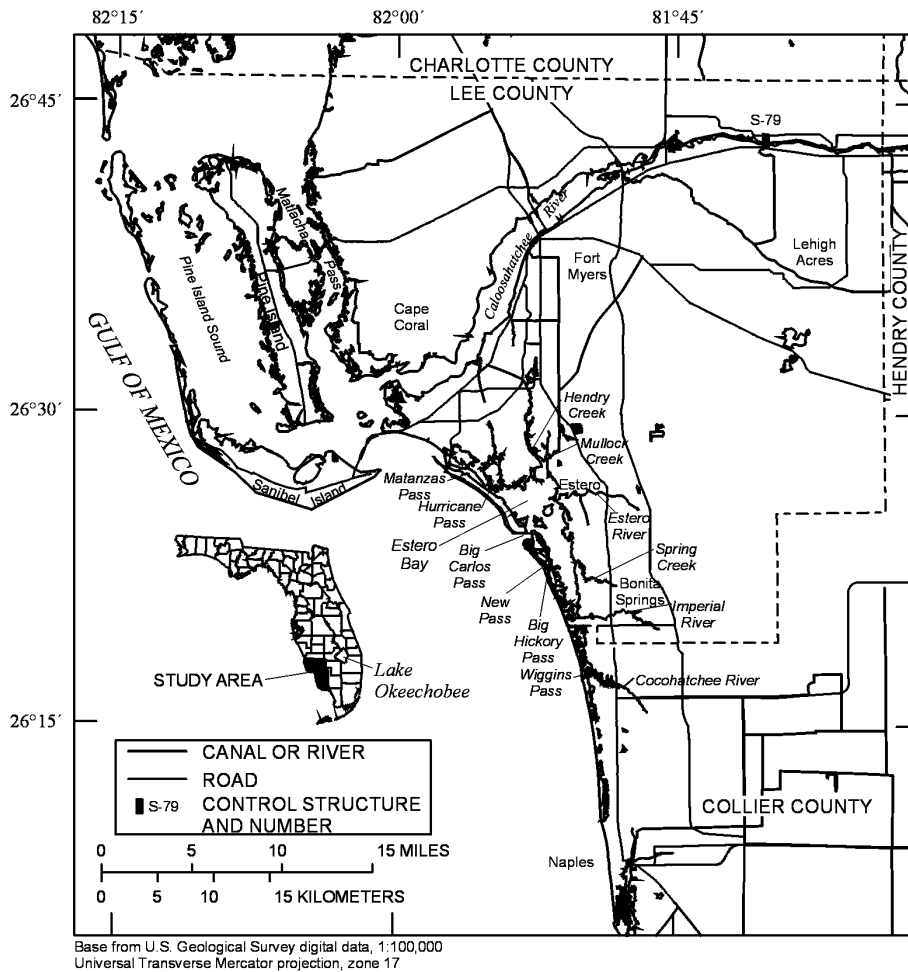 82°15′
82°00′
81°45′
CHARLOTTE COUNTY
LEE COUNTY
26°45′
S-79
River
Matlacha
Pass
Lehigh
Acres
HENDRY COUNTY
Pine Island Sound
Pine Island
Caloosahatchee
Fort
Myers
Cape
Coral
GULF OF MEXICO
26°30′
Hendry
Creek
Mullock
Creek
Matanzas
Pass
Estero
Sanibel Island
Hurricane
Pass
Estero
River
Estero
Bay
Big
Carlos
Pass
Spring
Creek
Bonita
Springs
New
Pass
Imperial
River
Big
Hickory
Pass
Wiggins
Pass
Cocohatchee River
STUDY AREA
Lake
Okeechobee
26°15′
CANAL OR RIVER
ROAD
S-79 CONTROL STRUCTURE
AND NUMBER
COLLIER COUNTY
0 5 10 15 MILES
0 5 10 15 KILOMETERS
Naples
Base from U.S. Geological Survey digital data, 1:100,000
Universal Transverse Mercator projection, zone 17